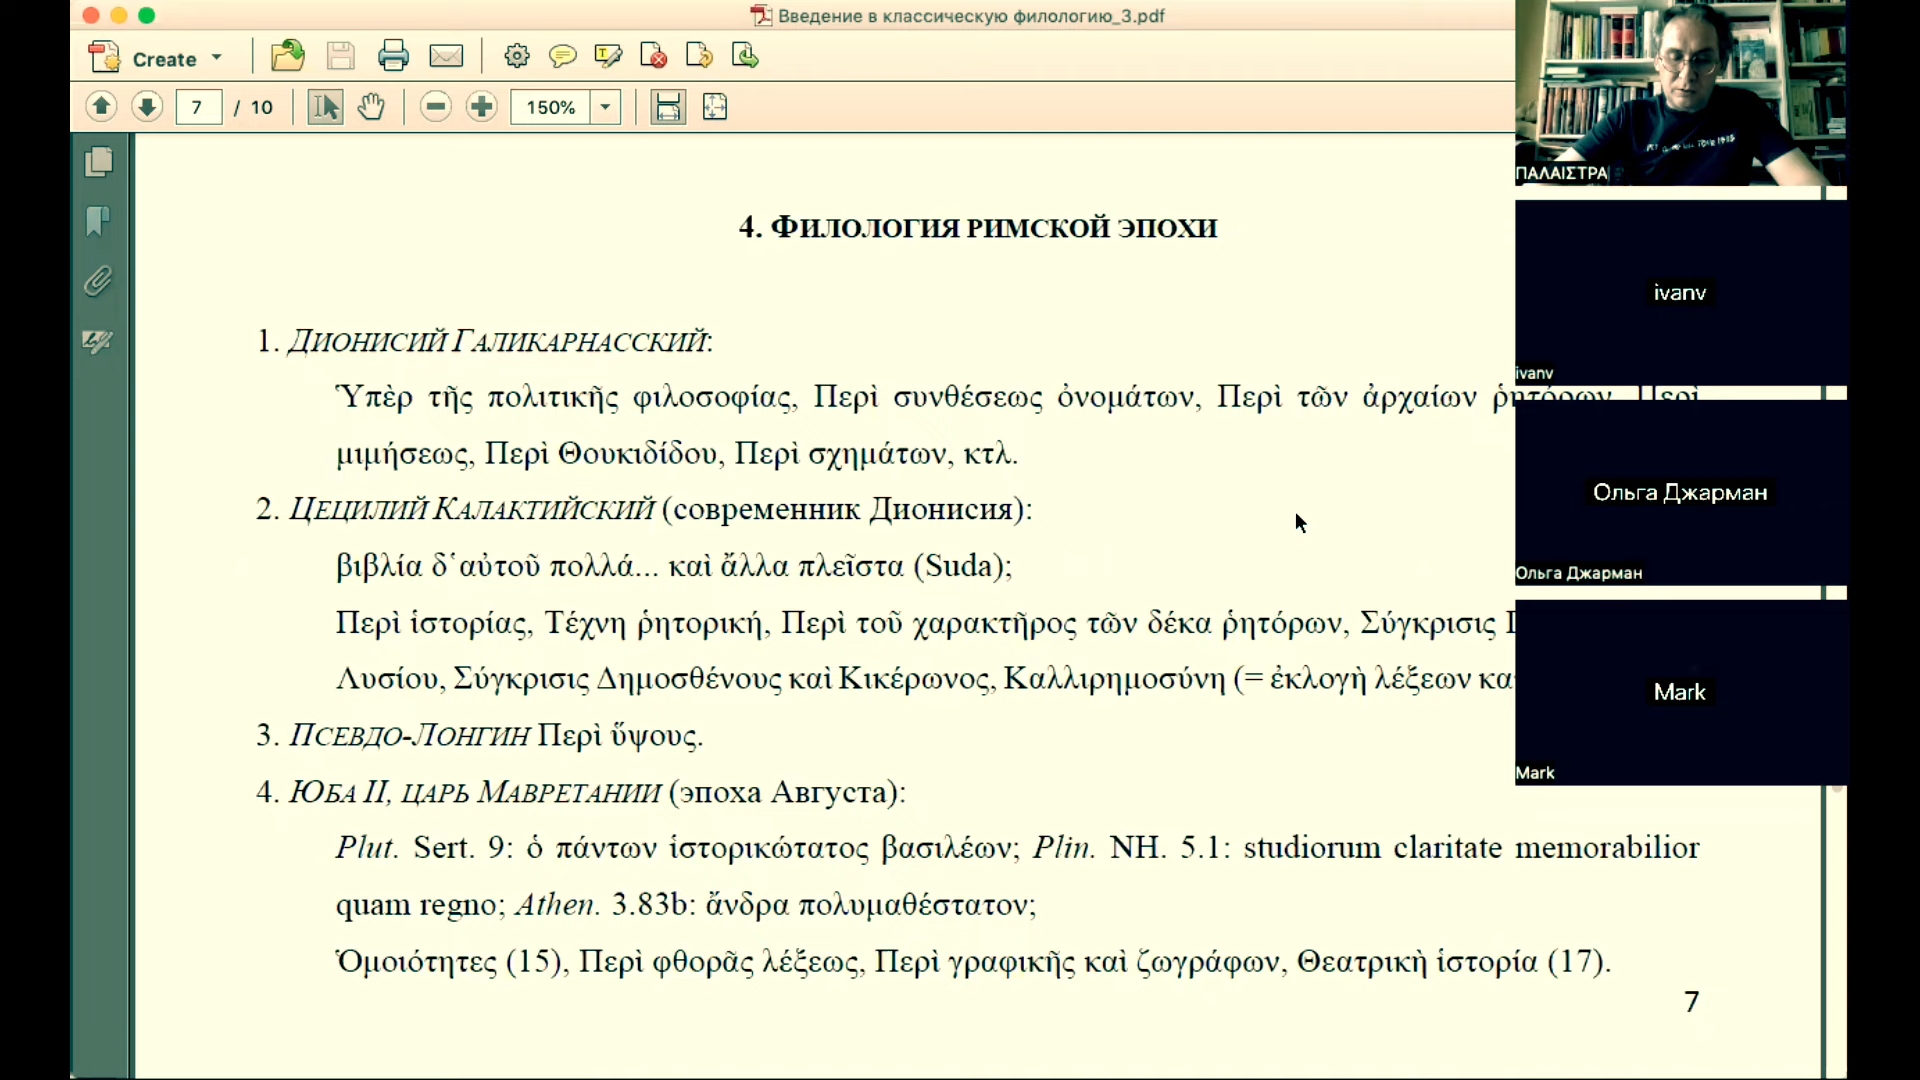 Введение в классическую филологию_3.pdf
Create
7 / 10 150%
4. ФИЛОЛОГИЯ РИМСКОЙ ЭПОХИ
1. ДИОНИСИЙ ГАЛИКАРНАССКИЙ:
Ὑπὲρ τῆς πολιτικῆς φιλοσοφίας, Περὶ συνθέσεως ὀνομάτων, Περὶ τῶν ἀρχαίων ῥητόρων, Περὶ
μιμήσεως, Περὶ Θουκιδίδου, Περὶ σχημάτων, κτλ.
2. ЦЕЦИЛИЙ КАЛАКТИЙСКИЙ (современник Дионисия):
βιβλία δ῾αὐτοῦ πολλά... καὶ ἄλλα πλεῖστα (Suda);
Περὶ ἱστορίας, Τέχνη ῥητορική, Περὶ τοῦ χαρακτῆρος τῶν δέκα ῥητόρων, Σύγκρισις
Λυσίου, Σύγκρισις Δημοσθένους καὶ Κικέρωνος, Καλλιρημοσύνη (= ἐκλογὴ λέξεων
3. ПСЕВДО-ЛОНГИН Περὶ ὕψους.
4. ЮБА II, ЦАРЬ МАВРЕТАНИИ (эпоха Августа):
Plut. Sert. 9: ὁ πάντων ἱστορικώτατος βασιλέων; Plin. NH. 5.1: studiorum claritate memorabilior
quam regno; Athen. 3.83b: ἄνδρα πολυμαθέστατον;
Ὁμοιότητες (15), Περὶ φθορᾶς λέξεως, Περὶ γραφικῆς καὶ ζωγράφων, Θεατρικὴ ἱστορία (17).
7
ΠΑΛΑΙΣΤΡΑ
ivanv
ivanv
Ольга Джарман
Ольга Джарман
Mark
Mark